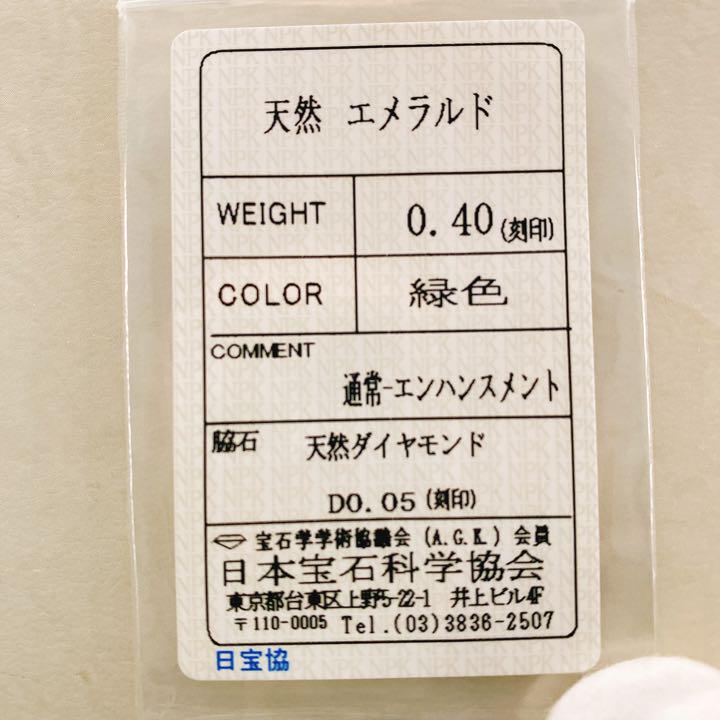 天然 エメラルド
WEIGHT 0.40(刻印)
COLOR 緑色
COMMENT
通常-エンハンスメント
脇石 天然ダイヤモンド
D0.05(刻印)
宝石学学術協議会(A.G.K.)会員
日本宝石科学協会
東京都台東区上野5-22-1 井上ビル4F
〒110-0005 Tel.(03)3836-2507
日宝協
NPK